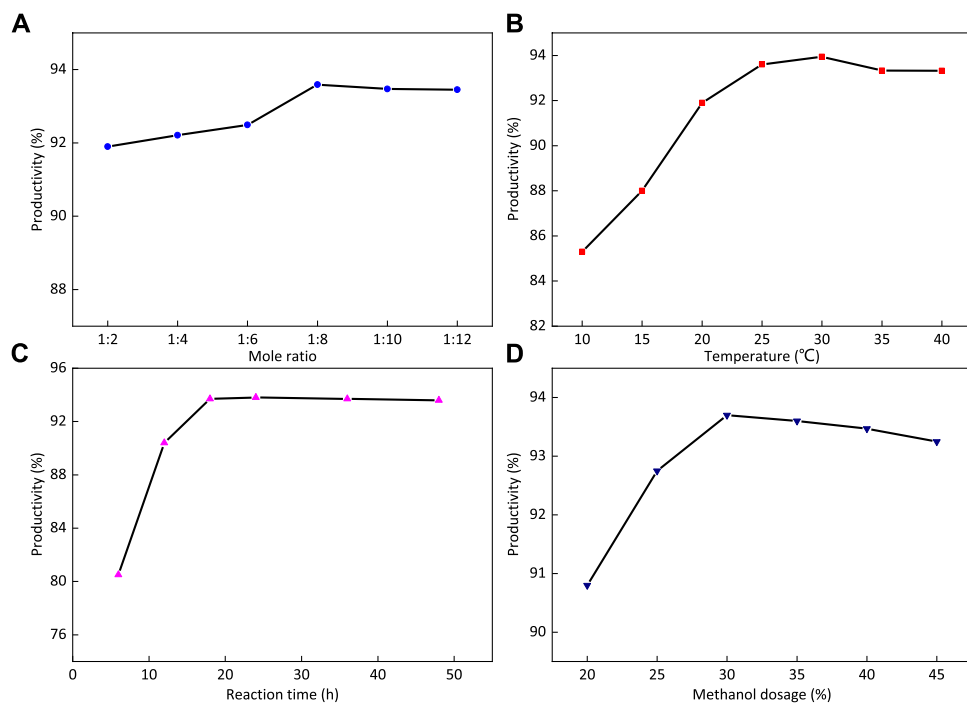 A
Productivity (%)
94
92
90
88
1:2 1:4 1:6 1:8 1:10 1:12
Mole ratio
B
Productivity (%)
94
92
90
88
86
84
82
10 15 20 25 30 35 40
Temperature (℃)
C
Productivity (%)
96
92
88
84
80
76
0 10 20 30 40 50
Reaction time (h)
D
Productivity (%)
94
93
92
91
90
20 25 30 35 40 45
Methanol dosage (%)